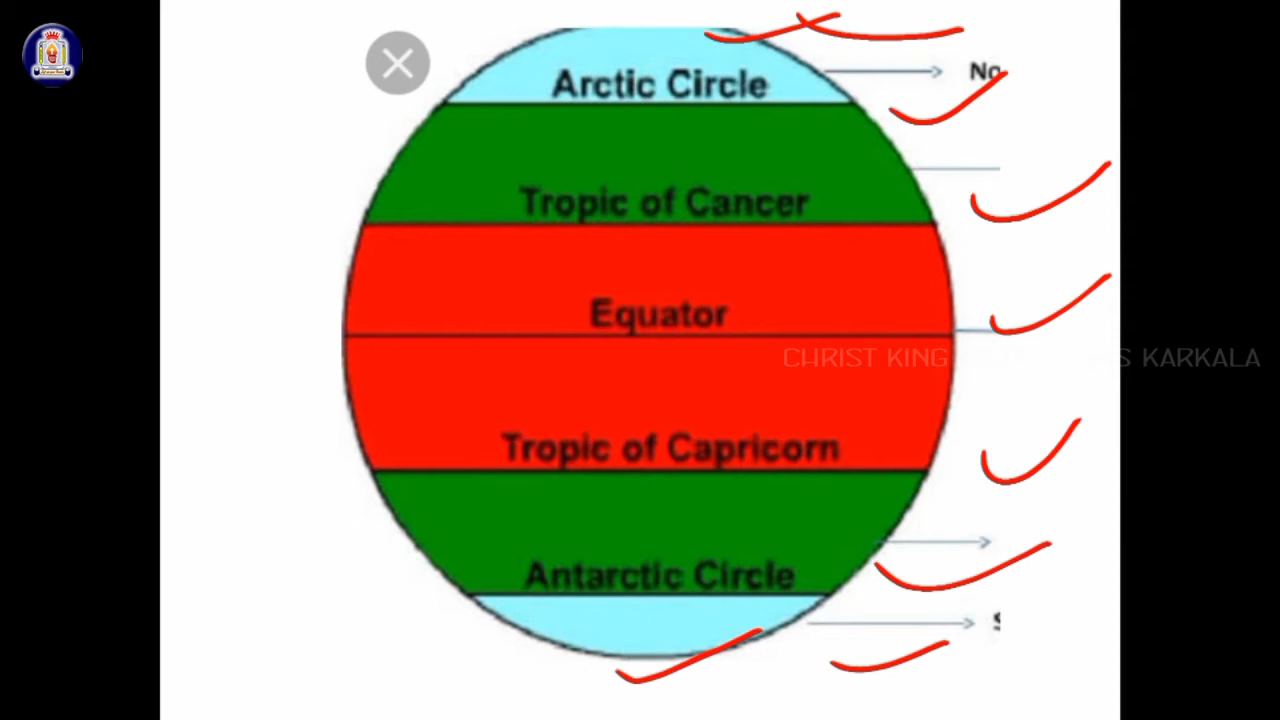 Arctic Circle
No
Tropic of Cancer
Equator
CHRIST KING S KARKALA
Tropic of Capricorn
Antarctic Circle
S